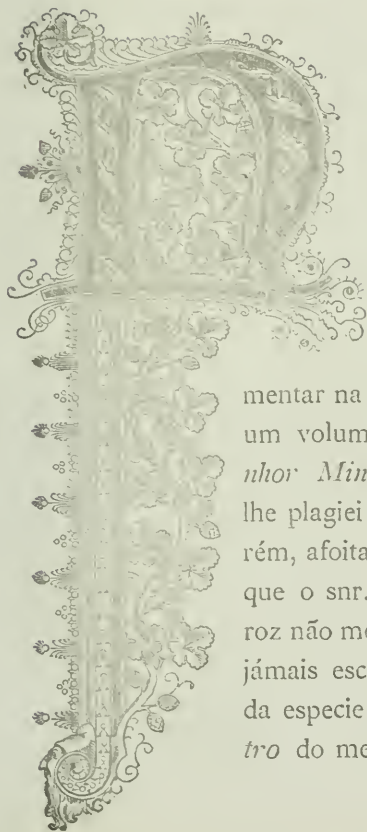 P
mentar na
um volum
nhor Min
lhe plagiei
rém, afoita
que o snr.
roz não me
jámais esc
da especie
tro do me